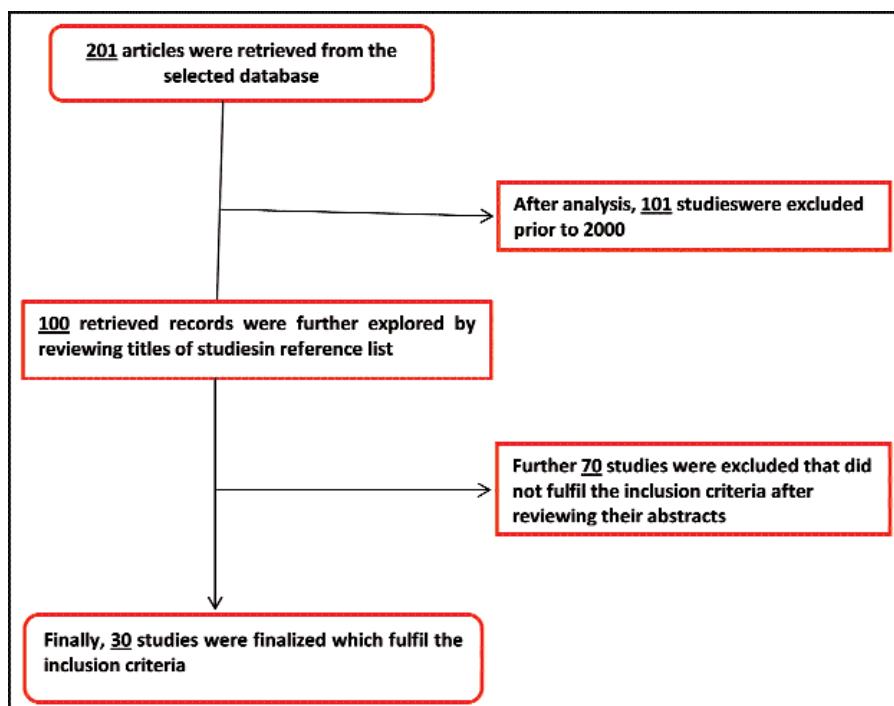 201 articles were retrieved from the
selected database
After analysis, 101 studieswere excluded
prior to 2000
100 retrieved records were further explored by
reviewing titles of studiesin reference list
Further 70 studies were excluded that did
not fulfil the inclusion criteria after
reviewing their abstracts
Finally, 30 studies were finalized which fulfil the
inclusion criteria